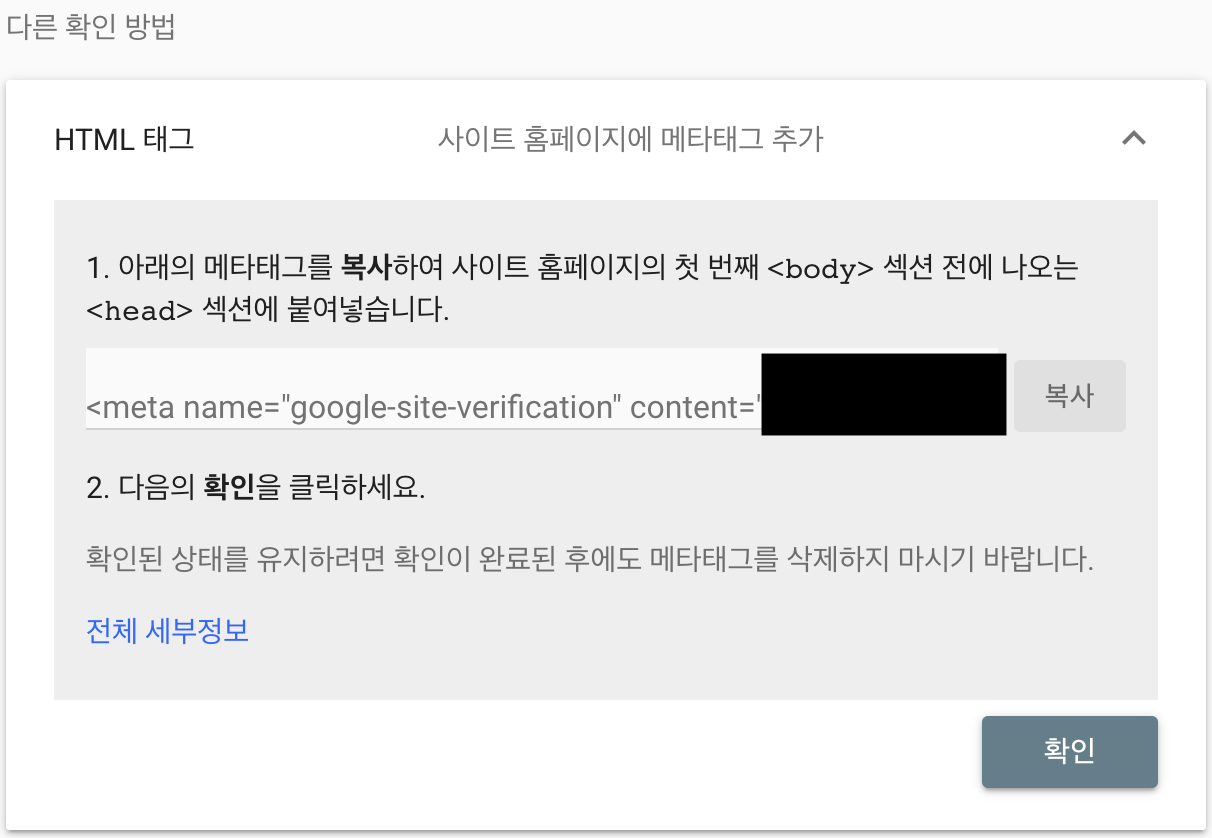 다른 확인 방법
HTML 태그
사이트 홈페이지에 메타태그 추가
1. 아래의 메타태그를 복사하여 사이트 홈페이지의 첫 번째 <body> 섹션 전에 나오는
<head> 섹션에 붙여넣습니다.
<meta name="google-site-verification" content="
복사
2. 다음의 확인을 클릭하세요.
확인된 상태를 유지하려면 확인이 완료된 후에도 메타태그를 삭제하지 마시기 바랍니다.
전체 세부정보
확인